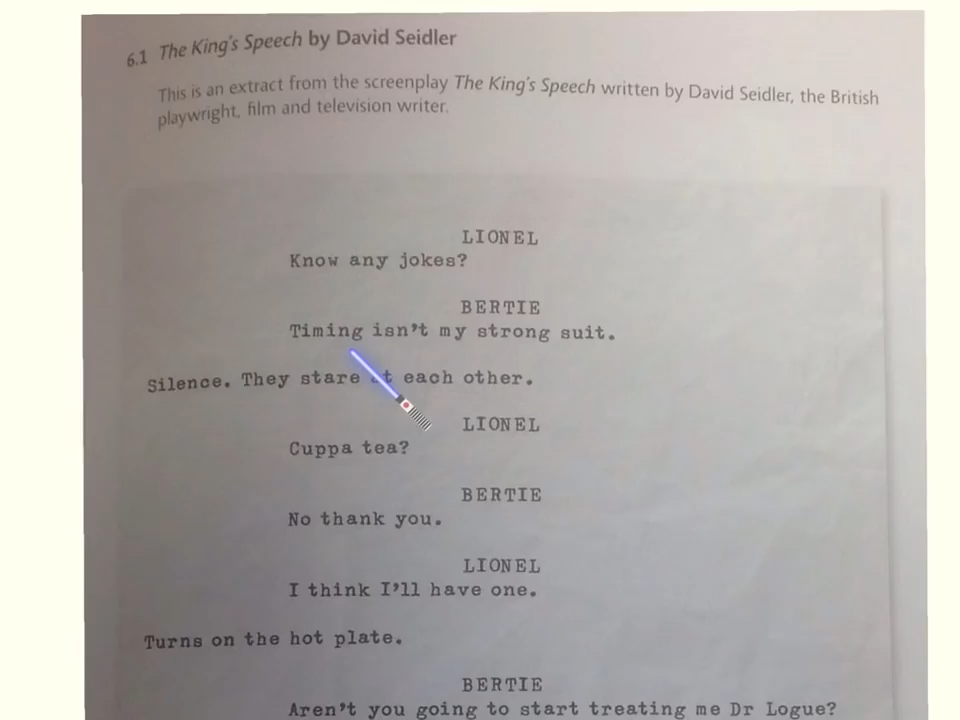 6.1 The King's Speech by David Seidler
This is an extract from the screenplay The King's Speech written by David Seidler, the British
playwright, film and television writer.
LIONEL
Know any jokes?
BERTIE
Timing isn't my strong suit.
Silence. They stare at each other.
LIONEL
Cuppa tea?
BERTIE
No thank you.
LIONEL
I think I'll have one.
Turns on the hot plate.
BERTIE
Aren't you going to start treating me Dr Logue?